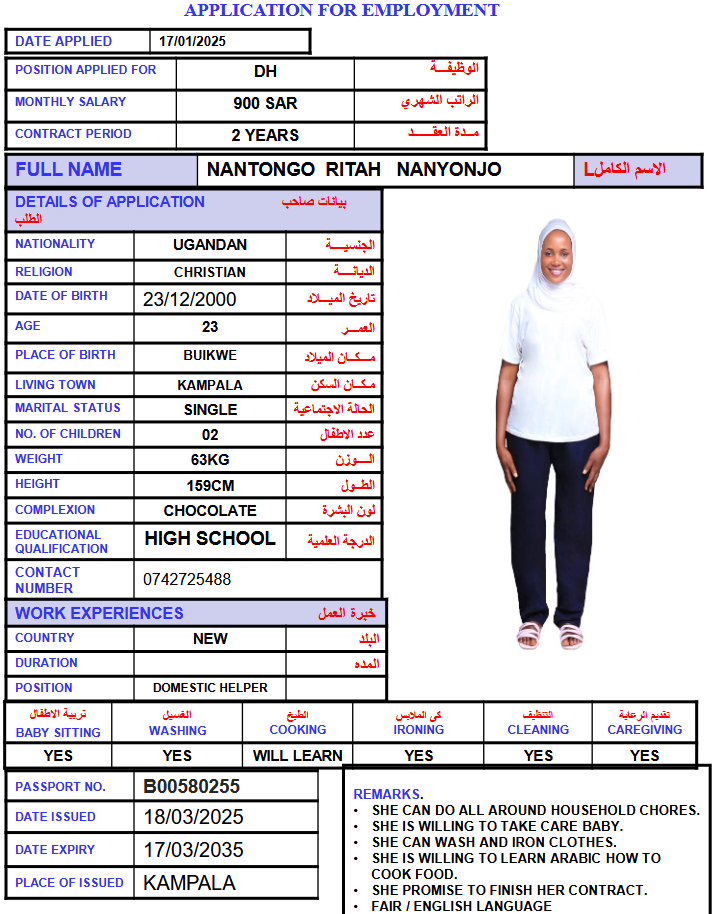 APPLICATION FOR EMPLOYMENT
DATE APPLIED 17/01/2025
POSITION APPLIED FOR DH الوظيفــة
MONTHLY SALARY 900 SAR الراتب الشهري
CONTRACT PERIOD 2 YEARS مـدة العقــد
FULL NAME NANTONGO RITAH NANYONJO الاسم الكاملL
DETAILS OF APPLICATION بيانات صاحب
الطلب
NATIONALITY UGANDAN الجنسيــة
RELIGION CHRISTIAN الديانــة
DATE OF BIRTH 23/12/2000 تاريخ الميــلاد
AGE 23 العمــر
PLACE OF BIRTH BUIKWE مــكـان الميلاد
LIVING TOWN KAMPALA مكـان السكن
MARITAL STATUS SINGLE الحالة الاجتماعية
NO. OF CHILDREN 02 عدد الاطفال
WEIGHT 63KG الــوزن
HEIGHT 159CM الطــول
COMPLEXION CHOCOLATE لون البشرة
EDUCATIONAL QUALIFICATION HIGH SCHOOL الدرجة العلمية
CONTACT NUMBER 0742725488
WORK EXPERIENCES خبرة العمل
COUNTRY NEW البلد
DURATION المده
POSITION DOMESTIC HELPER
تربية الاطفال الغسيل الطبخ كى الملابس التنظيف تقديم الرعاية
BABY SITTING WASHING COOKING IRONING CLEANING CAREGIVING
YES YES WILL LEARN YES YES YES
PASSPORT NO. B00580255
DATE ISSUED 18/03/2025
DATE EXPIRY 17/03/2035
PLACE OF ISSUED KAMPALA
REMARKS.
• SHE CAN DO ALL AROUND HOUSEHOLD CHORES.
• SHE IS WILLING TO TAKE CARE BABY.
• SHE CAN WASH AND IRON CLOTHES.
• SHE IS WILLING TO LEARN ARABIC HOW TO
COOK FOOD.
• SHE PROMISE TO FINISH HER CONTRACT.
• FAIR / ENGLISH LANGUAGE